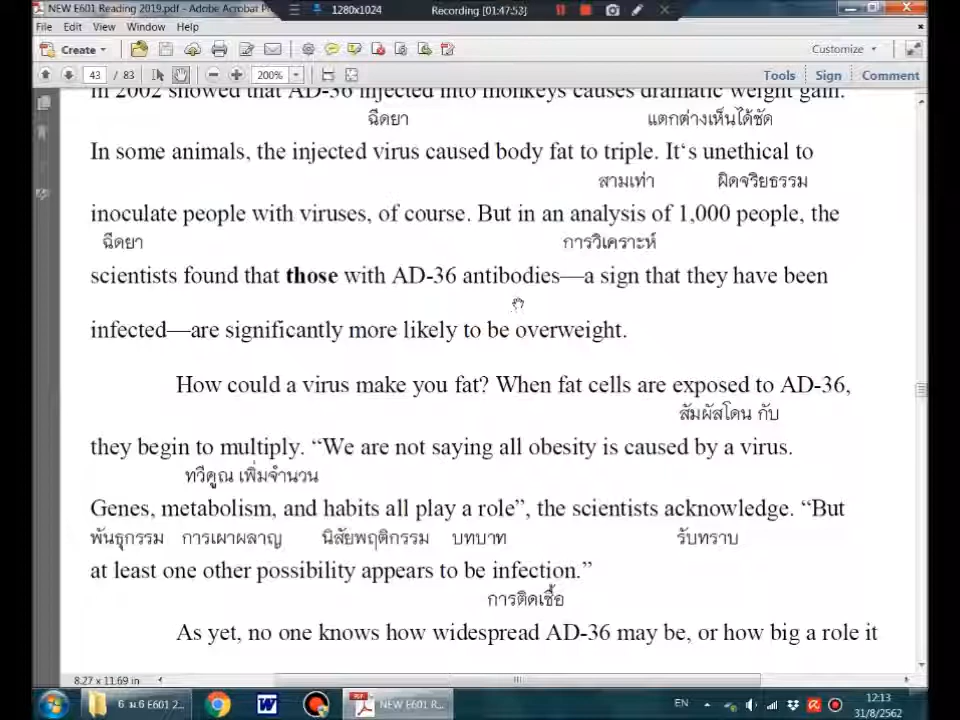 NEW E601 Reading 2019.pdf - Adobe Acrobat P
1280x1024
Recording [01:47:53]
File Edit View Window Help
Create
Customize
43 / 83
200%
Tools Sign Comment
in 2002 showed that AD-36 injected into monkeys causes dramatic weight gain.
ฉีดยา แตกต่างเห็นได้ชัด
In some animals, the injected virus caused body fat to triple. It‘s unethical to
สามเท่า ผิดจริยธรรม
inoculate people with viruses, of course. But in an analysis of 1,000 people, the
ฉีดยา การวิเคราะห์
scientists found that those with AD-36 antibodies—a sign that they have been
infected—are significantly more likely to be overweight.
How could a virus make you fat? When fat cells are exposed to AD-36,
สัมผัสโดน กับ
they begin to multiply. “We are not saying all obesity is caused by a virus.
ทวีคูณ เพิ่มจำนวน
Genes, metabolism, and habits all play a role”, the scientists acknowledge. “But
พันธุกรรม การเผาผลาญ นิสัยพฤติกรรม บทบาท รับทราบ
at least one other possibility appears to be infection.”
การติดเชื้อ
As yet, no one knows how widespread AD-36 may be, or how big a role it
8.27 x 11.69 in
6 ม.6 E601 2...
NEW E601 R...
EN
12:13
31/8/2562